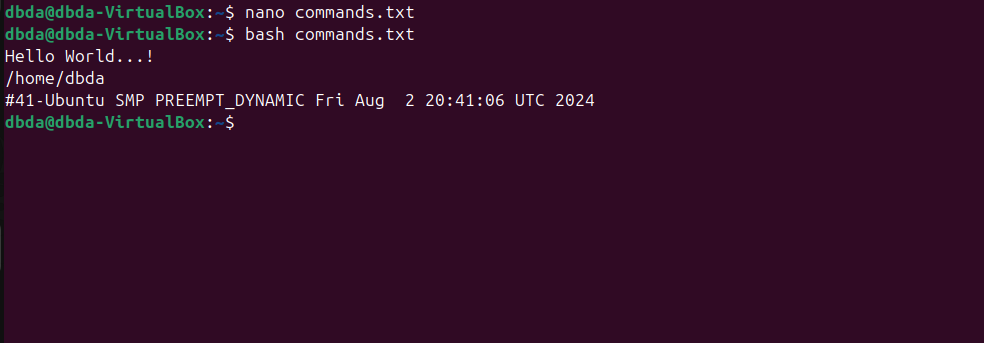 dbda@dbda-VirtualBox:~$ nano commands.txt
dbda@dbda-VirtualBox:~$ bash commands.txt
Hello World...!
/home/dbda
#41-Ubuntu SMP PREEMPT_DYNAMIC Fri Aug  2 20:41:06 UTC 2024
dbda@dbda-VirtualBox:~$